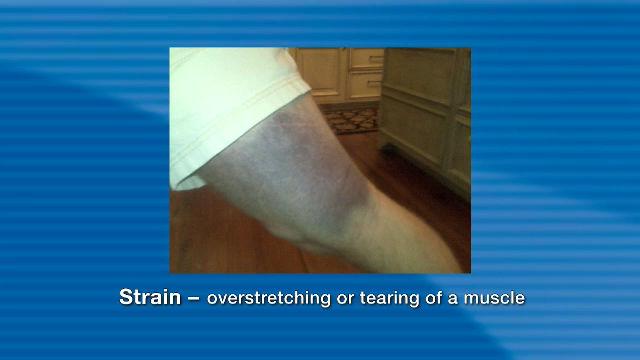 Strain – overstretching or tearing of a muscle